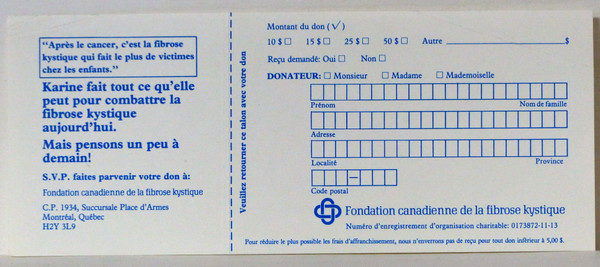 "Après le cancer, c'est la fibrose
kystique qui fait le plus de victimes
chez les enfants."
Karine fait tout ce qu'elle
peut pour combattre la
fibrose kystique
aujourd'hui.
Mais pensons un peu à
demain!
S.V.P. faites parvenir votre don à:
Fondation canadienne de la fibrose kystique
C.P. 1934, Succursale Place d'Armes
Montréal, Québec
H2Y 3L9
Veuillez retourner ce talon avec votre don
Montant du don (√)
10 $ □ 15 $ □ 25 $ □ 50 $ □ Autre ____________________ $
Reçu demandé: Oui □ Non □
DONATEUR: □ Monsieur □ Madame □ Mademoiselle
Prénom Nom de famille
Adresse
Localité Province
–
Code postal
Fondation canadienne de la fibrose kystique
Numéro d'enregistrement d'organisation charitable: 0173872-11-13
Pour réduire le plus possible les frais d'affranchissement, nous n'enverrons pas de reçu pour tout don inférieur à 5,00 $.